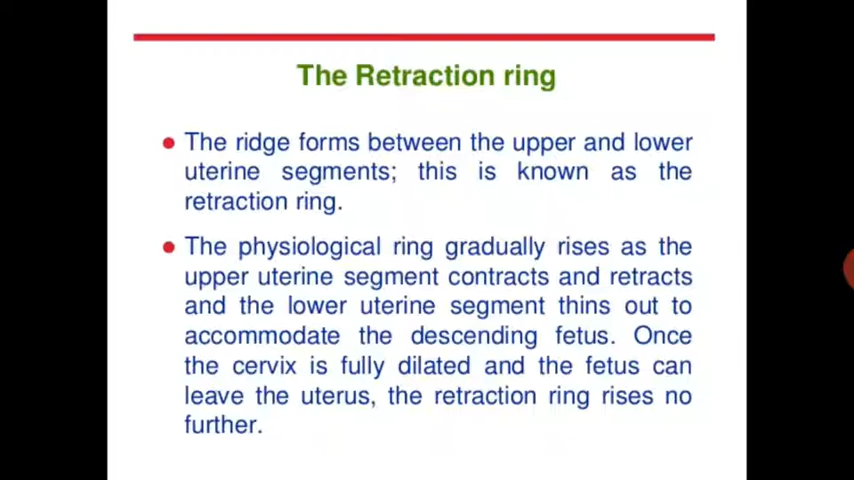 The Retraction ring
● The ridge forms between the upper and lower
uterine segments; this is known as the
retraction ring.
● The physiological ring gradually rises as the
upper uterine segment contracts and retracts
and the lower uterine segment thins out to
accommodate the descending fetus. Once
the cervix is fully dilated and the fetus can
leave the uterus, the retraction ring rises no
further.